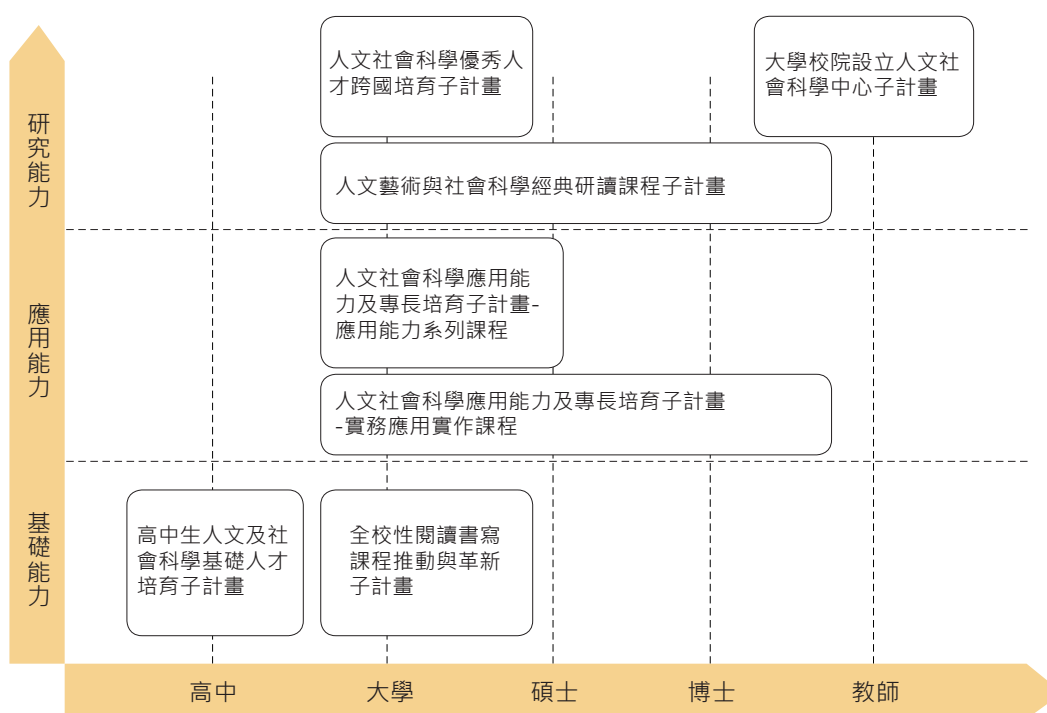 人文社會科學優秀人
才跨國培育子計畫
大學校院設立人文社
會科學中心子計畫
研究能力
人文藝術與社會科學經典研讀課程子計畫
人文社會科學應用能
力及專長培育子計畫-
應用能力系列課程
應用能力
人文社會科學應用能力及專長培育子計畫
-實務應用實作課程
基礎能力
高中生人文及社
會科學基礎人才
培育子計畫
全校性閱讀書寫
課程推動與革新
子計畫
高中
大學
碩士
博士
教師